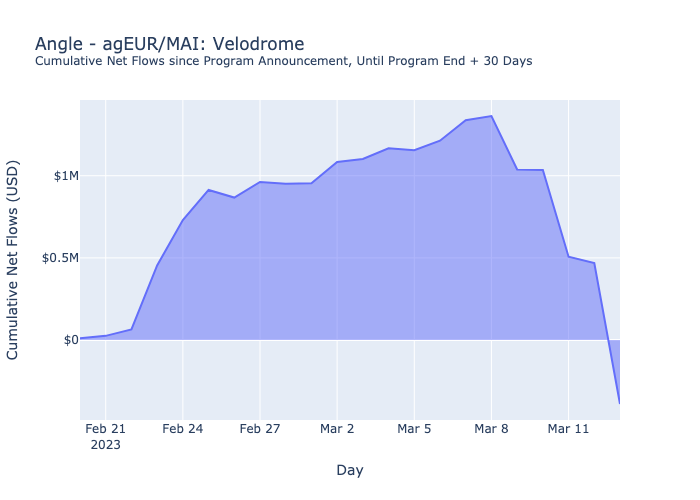 Angle - agEUR/MAI: Velodrome
Cumulative Net Flows since Program Announcement, Until Program End + 30 Days
Cumulative Net Flows (USD)
$1M
$0.5M
$0
Feb 21 Feb 24 Feb 27 Mar 2 Mar 5 Mar 8 Mar 11
2023
Day